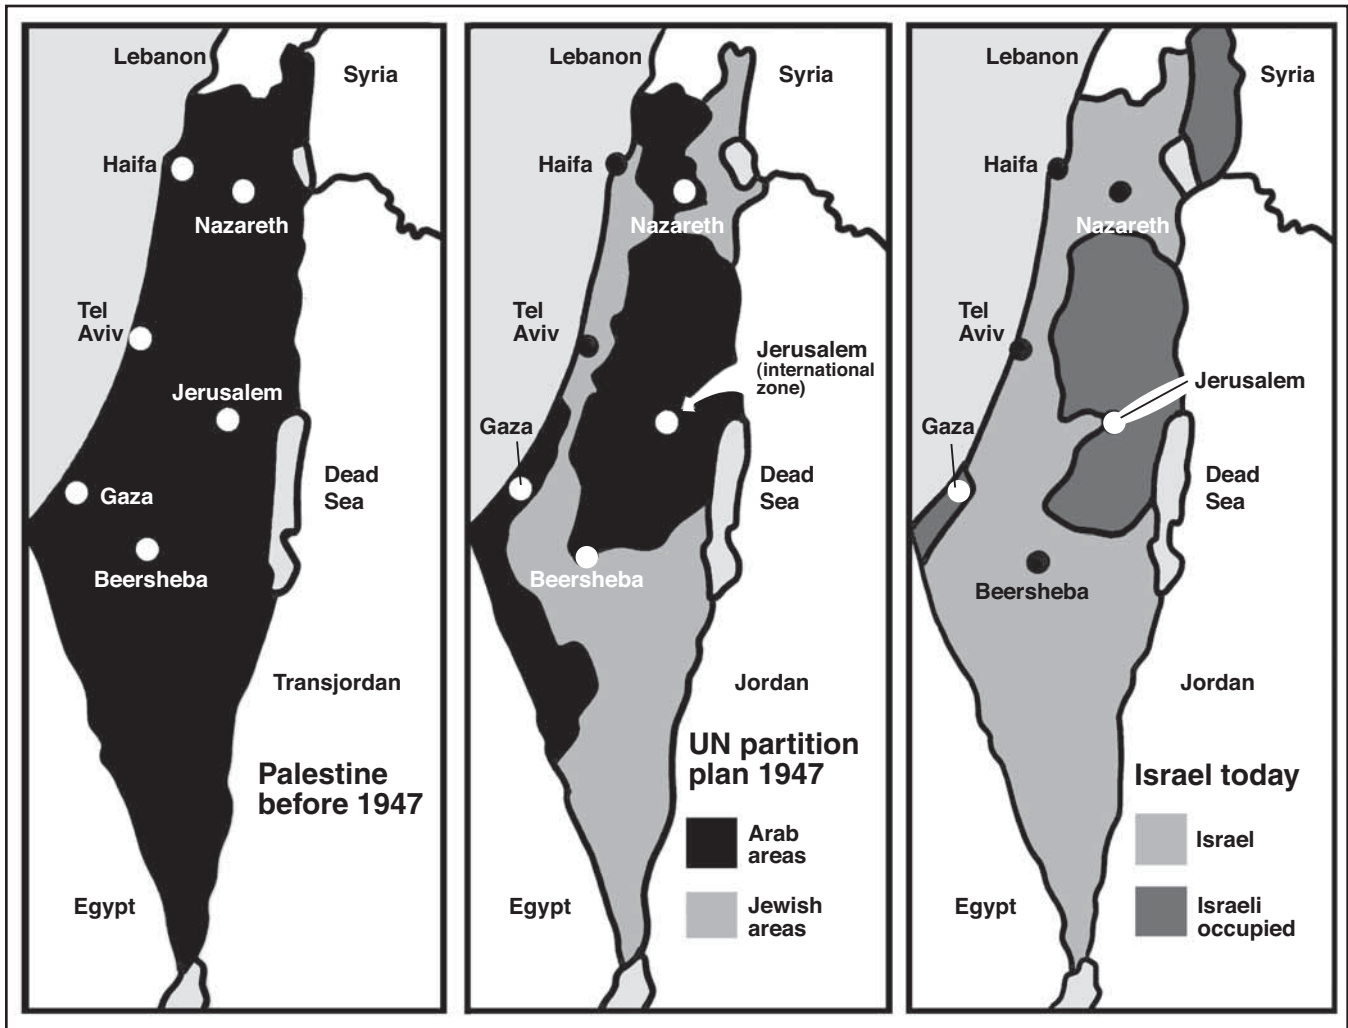 Lebanon
Syria
Haifa
Nazareth
Tel
Aviv
Jerusalem
Gaza
Dead
Sea
Beersheba
Transjordan
Palestine
before 1947
Egypt
Lebanon
Syria
Haifa
Nazareth
Tel
Aviv
Jerusalem
(international
zone)
Gaza
Dead
Sea
Beersheba
Jordan
UN partition
plan 1947
Arab
areas
Jewish
areas
Egypt
Lebanon
Syria
Haifa
Nazareth
Tel
Aviv
Jerusalem
Gaza
Dead
Sea
Beersheba
Jordan
Israel today
Israel
Israeli
occupied
Egypt